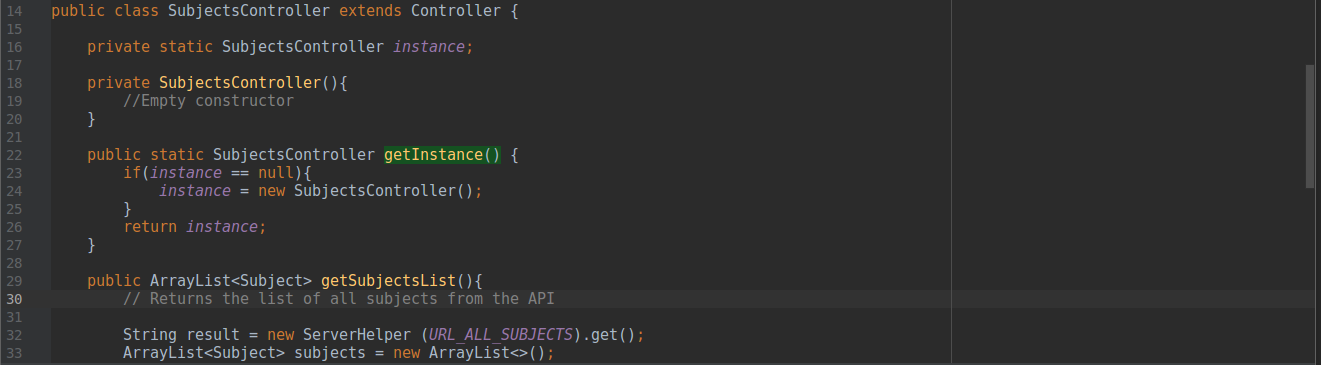 14 public class SubjectsController extends Controller {
15
16     private static SubjectsController instance;
17
18     private SubjectsController(){
19         //Empty constructor
20     }
21
22     public static SubjectsController getInstance() {
23         if(instance == null){
24             instance = new SubjectsController();
25         }
26         return instance;
27     }
28
29     public ArrayList<Subject> getSubjectsList(){
30         // Returns the list of all subjects from the API
31
32         String result = new ServerHelper (URL_ALL_SUBJECTS).get();
33         ArrayList<Subject> subjects = new ArrayList<>();